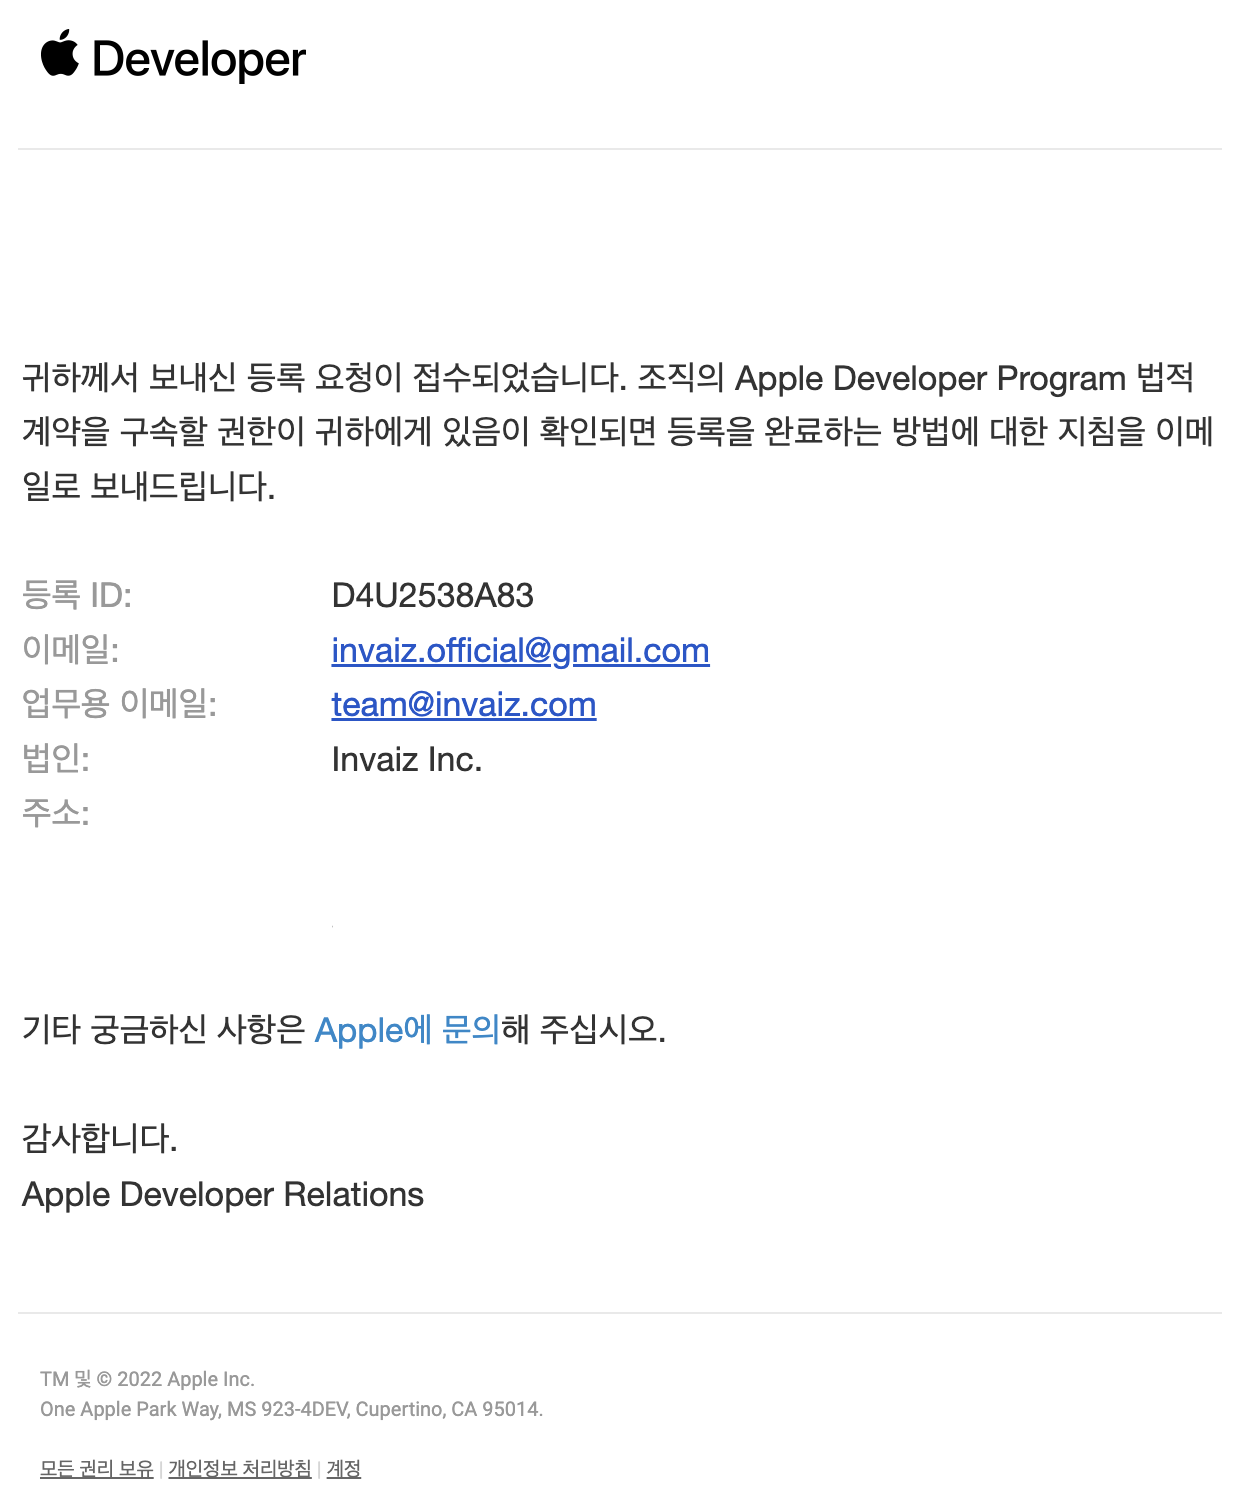 Developer
귀하께서 보내신 등록 요청이 접수되었습니다. 조직의 Apple Developer Program 법적
계약을 구속할 권한이 귀하에게 있음이 확인되면 등록을 완료하는 방법에 대한 지침을 이메
일로 보내드립니다.
등록 ID: D4U2538A83
이메일: invaiz.official@gmail.com
업무용 이메일: team@invaiz.com
법인: Invaiz Inc.
주소:
기타 궁금하신 사항은 Apple에 문의해 주십시오.
감사합니다.
Apple Developer Relations
TM 및 © 2022 Apple Inc.
One Apple Park Way, MS 923-4DEV, Cupertino, CA 95014.
모든 권리 보유 | 개인정보 처리방침 | 계정